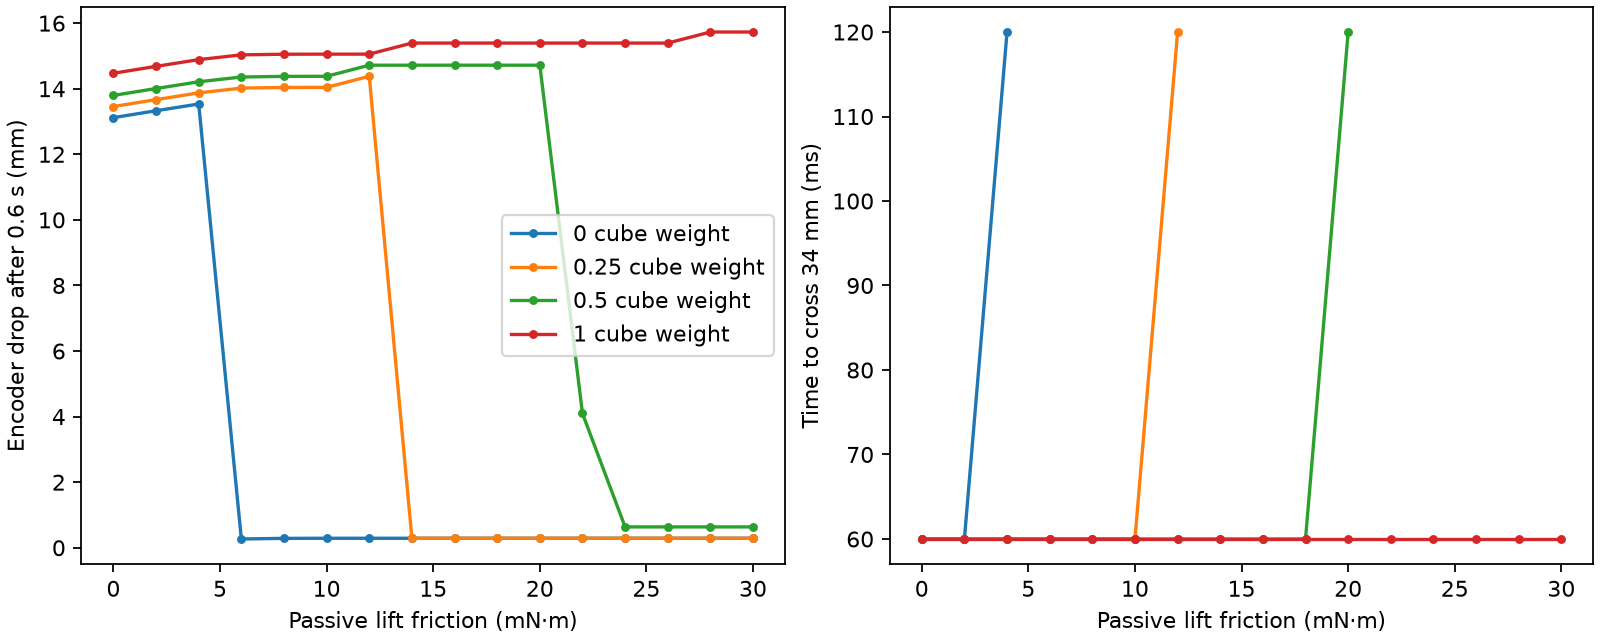 Encoder drop after 0.6 s (mm)
16
14
12
10
8
6
4
2
0
0 cube weight
0.25 cube weight
0.5 cube weight
1 cube weight
0 5 10 15 20 25 30
Passive lift friction (mN·m)
Time to cross 34 mm (ms)
120
110
100
90
80
70
60
0 5 10 15 20 25 30
Passive lift friction (mN·m)